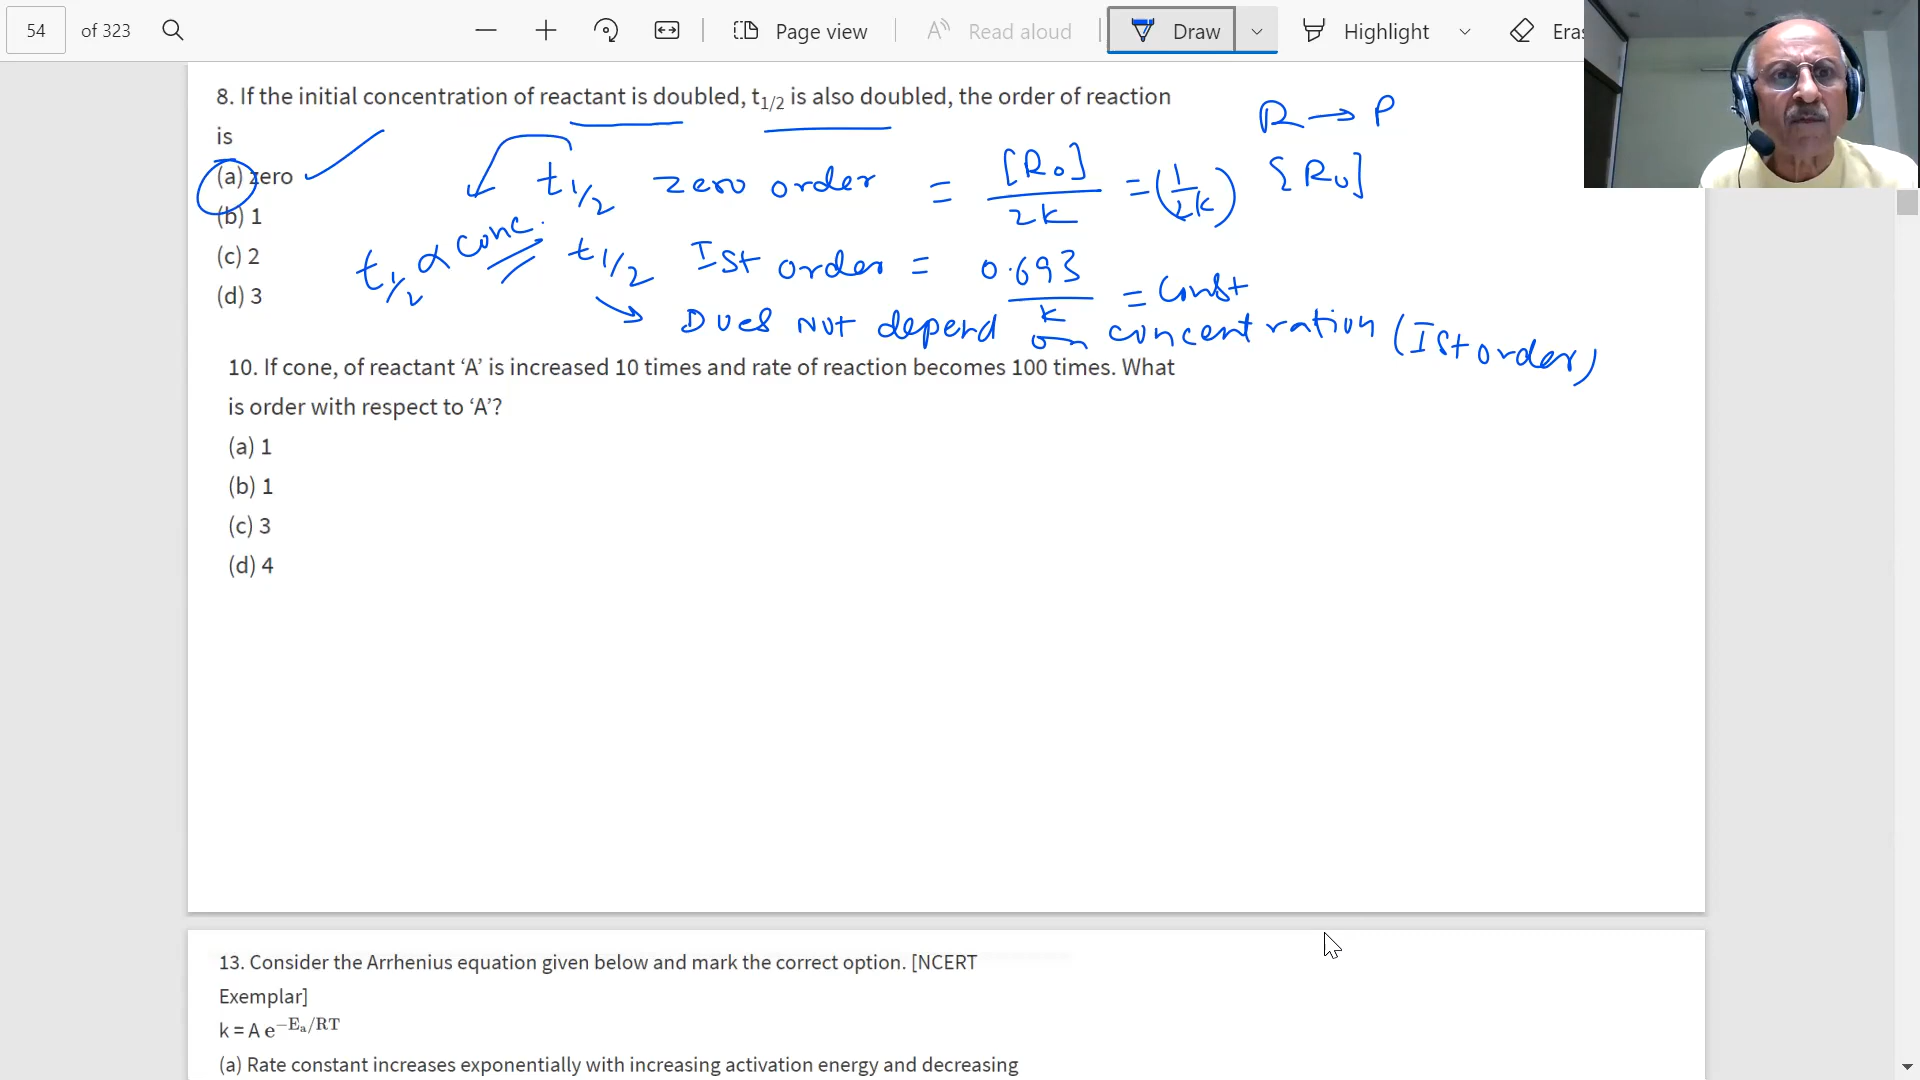 54 of 323 Page view Read aloud Draw Highlight Eras
8. If the initial concentration of reactant is doubled, t1/2 is also doubled, the order of reaction
is
(a) zero
(b) 1
(c) 2
(d) 3
R → P
t1/2 zero order = [R0]/2k = (1/2k) [R0]
t1/2 ∝ conc.
t1/2 Ist order = 0.693/k = Const
Does not depend on concentration (Ist order)
10. If cone, of reactant ‘A’ is increased 10 times and rate of reaction becomes 100 times. What
is order with respect to ‘A’?
(a) 1
(b) 1
(c) 3
(d) 4
13. Consider the Arrhenius equation given below and mark the correct option. [NCERT
Exemplar]
k = A e−Ea/RT
(a) Rate constant increases exponentially with increasing activation energy and decreasing